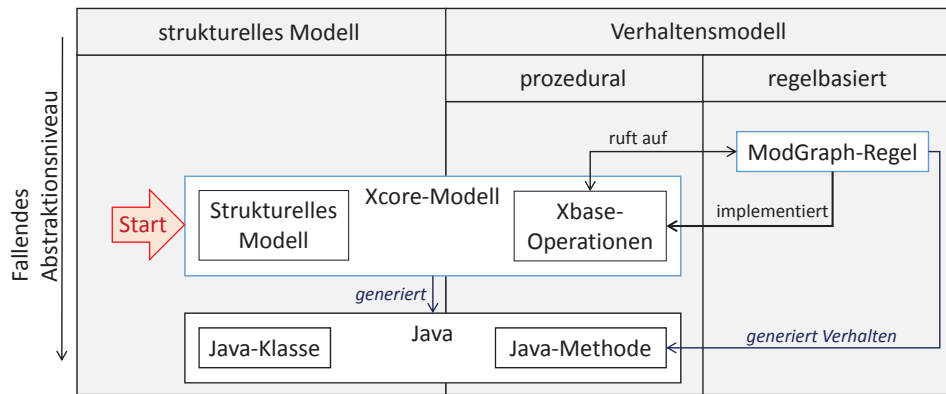 strukturelles Modell
Verhaltensmodell
prozedural
regelbasiert
Fallendes
Abstraktionsniveau
ruft auf
ModGraph-Regel
Xcore-Modell
Start
Strukturelles
Modell
Xbase-
Operationen
implementiert
generiert
Java
Java-Klasse
Java-Methode
generiert Verhalten